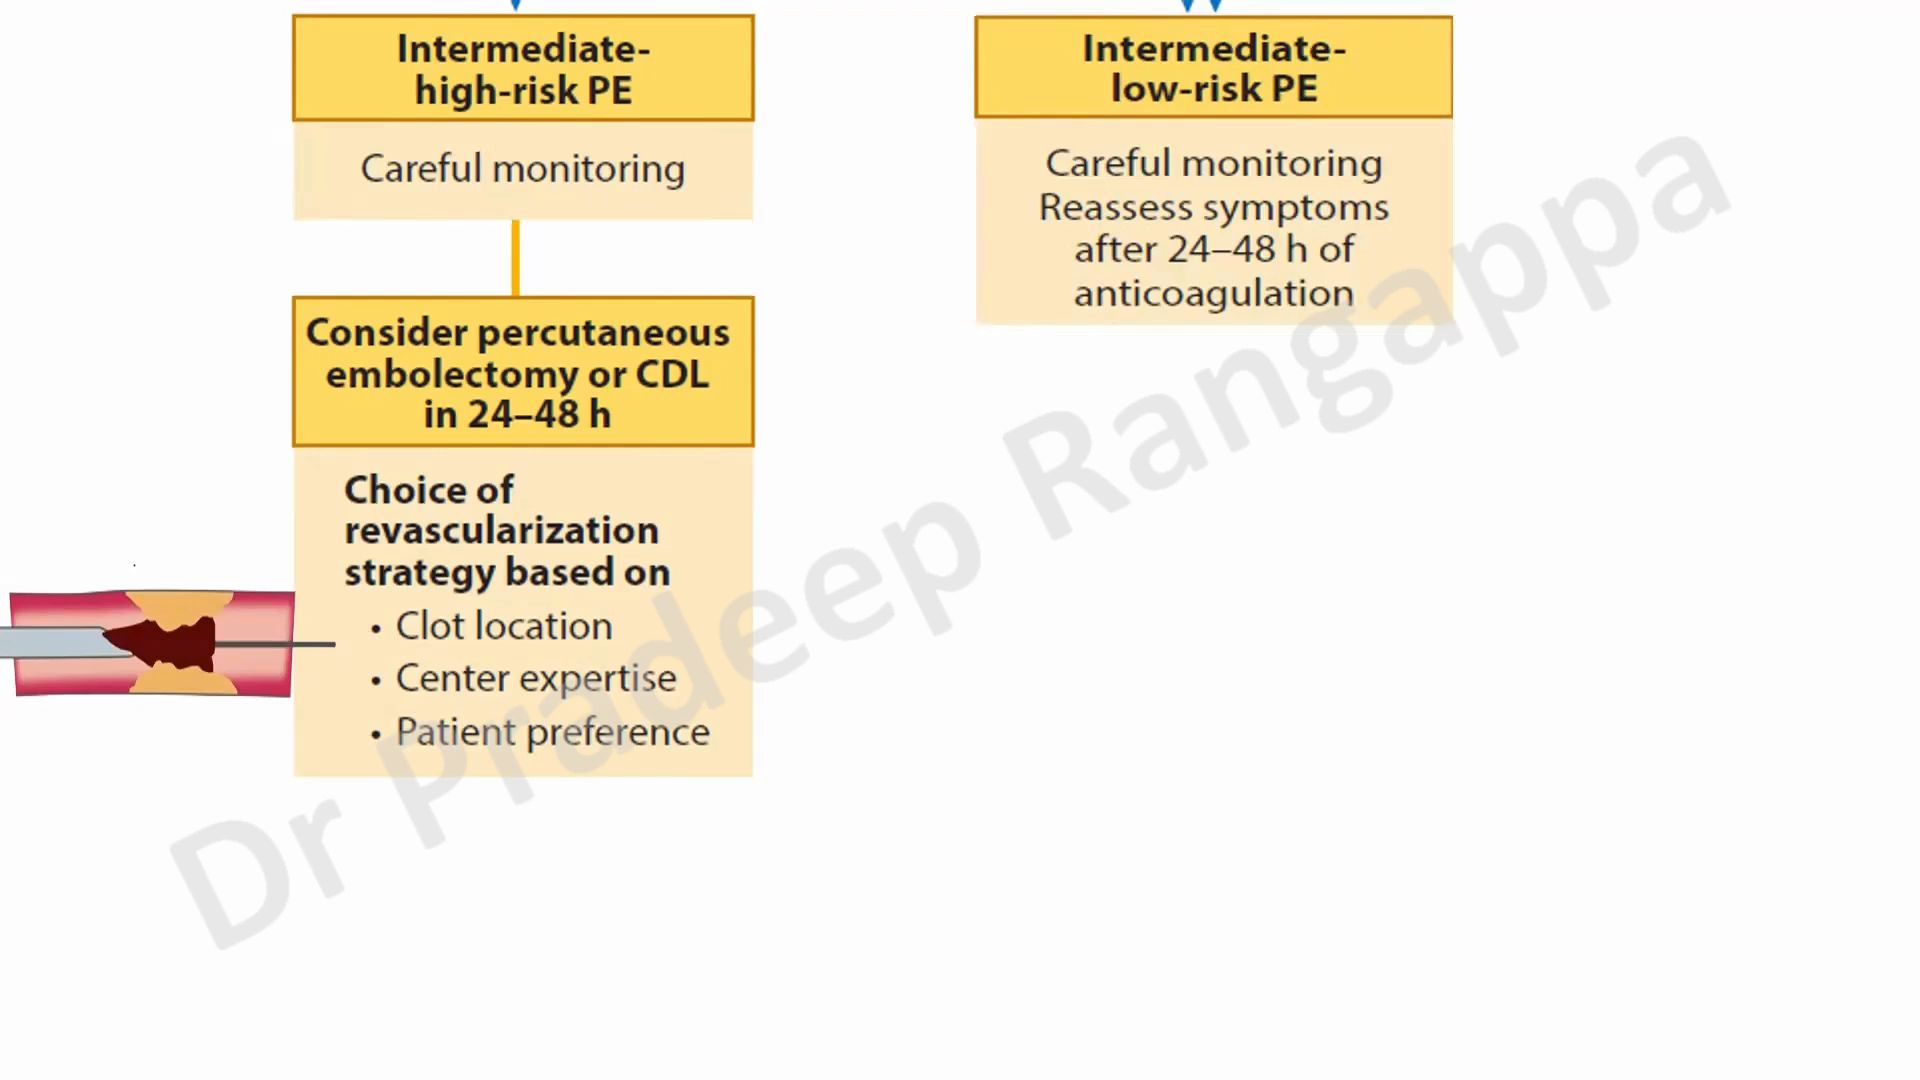 Intermediate-
high-risk PE
Careful monitoring
Consider percutaneous
embolectomy or CDL
in 24–48 h
Choice of
revascularization
strategy based on
• Clot location
• Center expertise
• Patient preference
Intermediate-
low-risk PE
Careful monitoring
Reassess symptoms
after 24–48 h of
anticoagulation
Dr Pradeep Rangappa